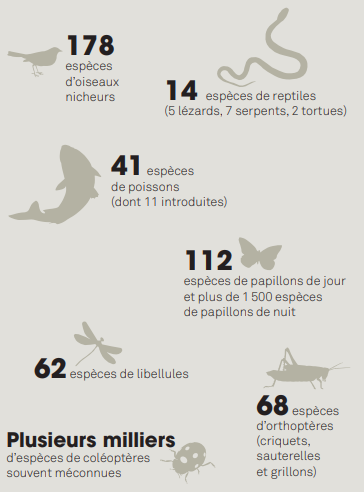 178
espèces
d'oiseaux
nicheurs
14 espèces de reptiles
(5 lézards, 7 serpents, 2 tortues)
41 espèces
de poissons
(dont 11 introduites)
112
espèces de papillons de jour
et plus de 1 500 espèces
de papillons de nuit
62 espèces de libellules
68 espèces
d'orthoptères
(criquets,
sauterelles
et grillons)
Plusieurs milliers
d'espèces de coléoptères
souvent méconnues